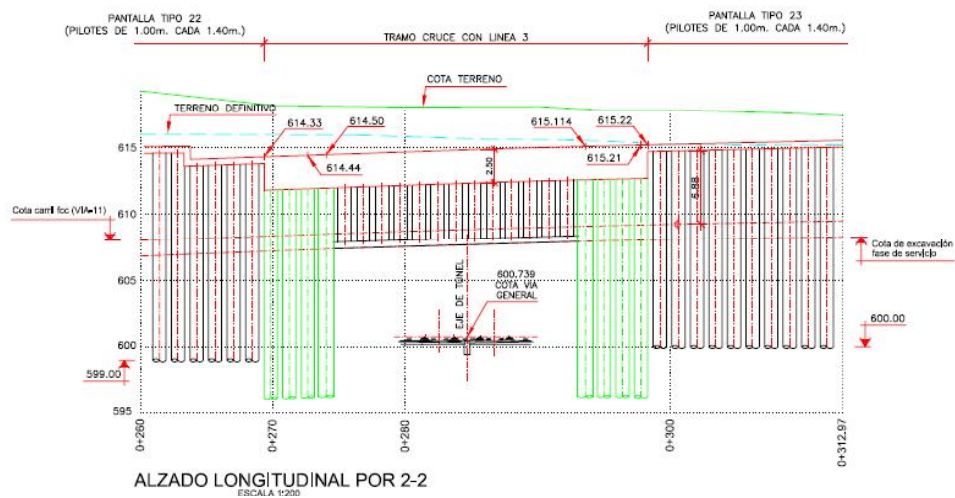 PANTALLA TIPO 22
(PILOTES DE 1.00m. CADA 1.40m.)
TRAMO CRUCE CON LINEA 3
PANTALLA TIPO 23
(PILOTES DE 1.00m. CADA 1.40m.)
COTA TERRENO
TERRENO DEFINITIVO
614.33
614.50
615.114
615.22
615
614.44
2.50
615.21
6.88
610
Cota carril fcc (VIA-11)
Cota de excavación
fase de servicio
605
EJE DE TUNEL
600.739
COTA VIA
GENERAL
600
600.00
599.00
595
0+260
0+270
0+280
0+300
0+312.97
ALZADO LONGITUDINAL POR 2-2
ESCALA 1:200